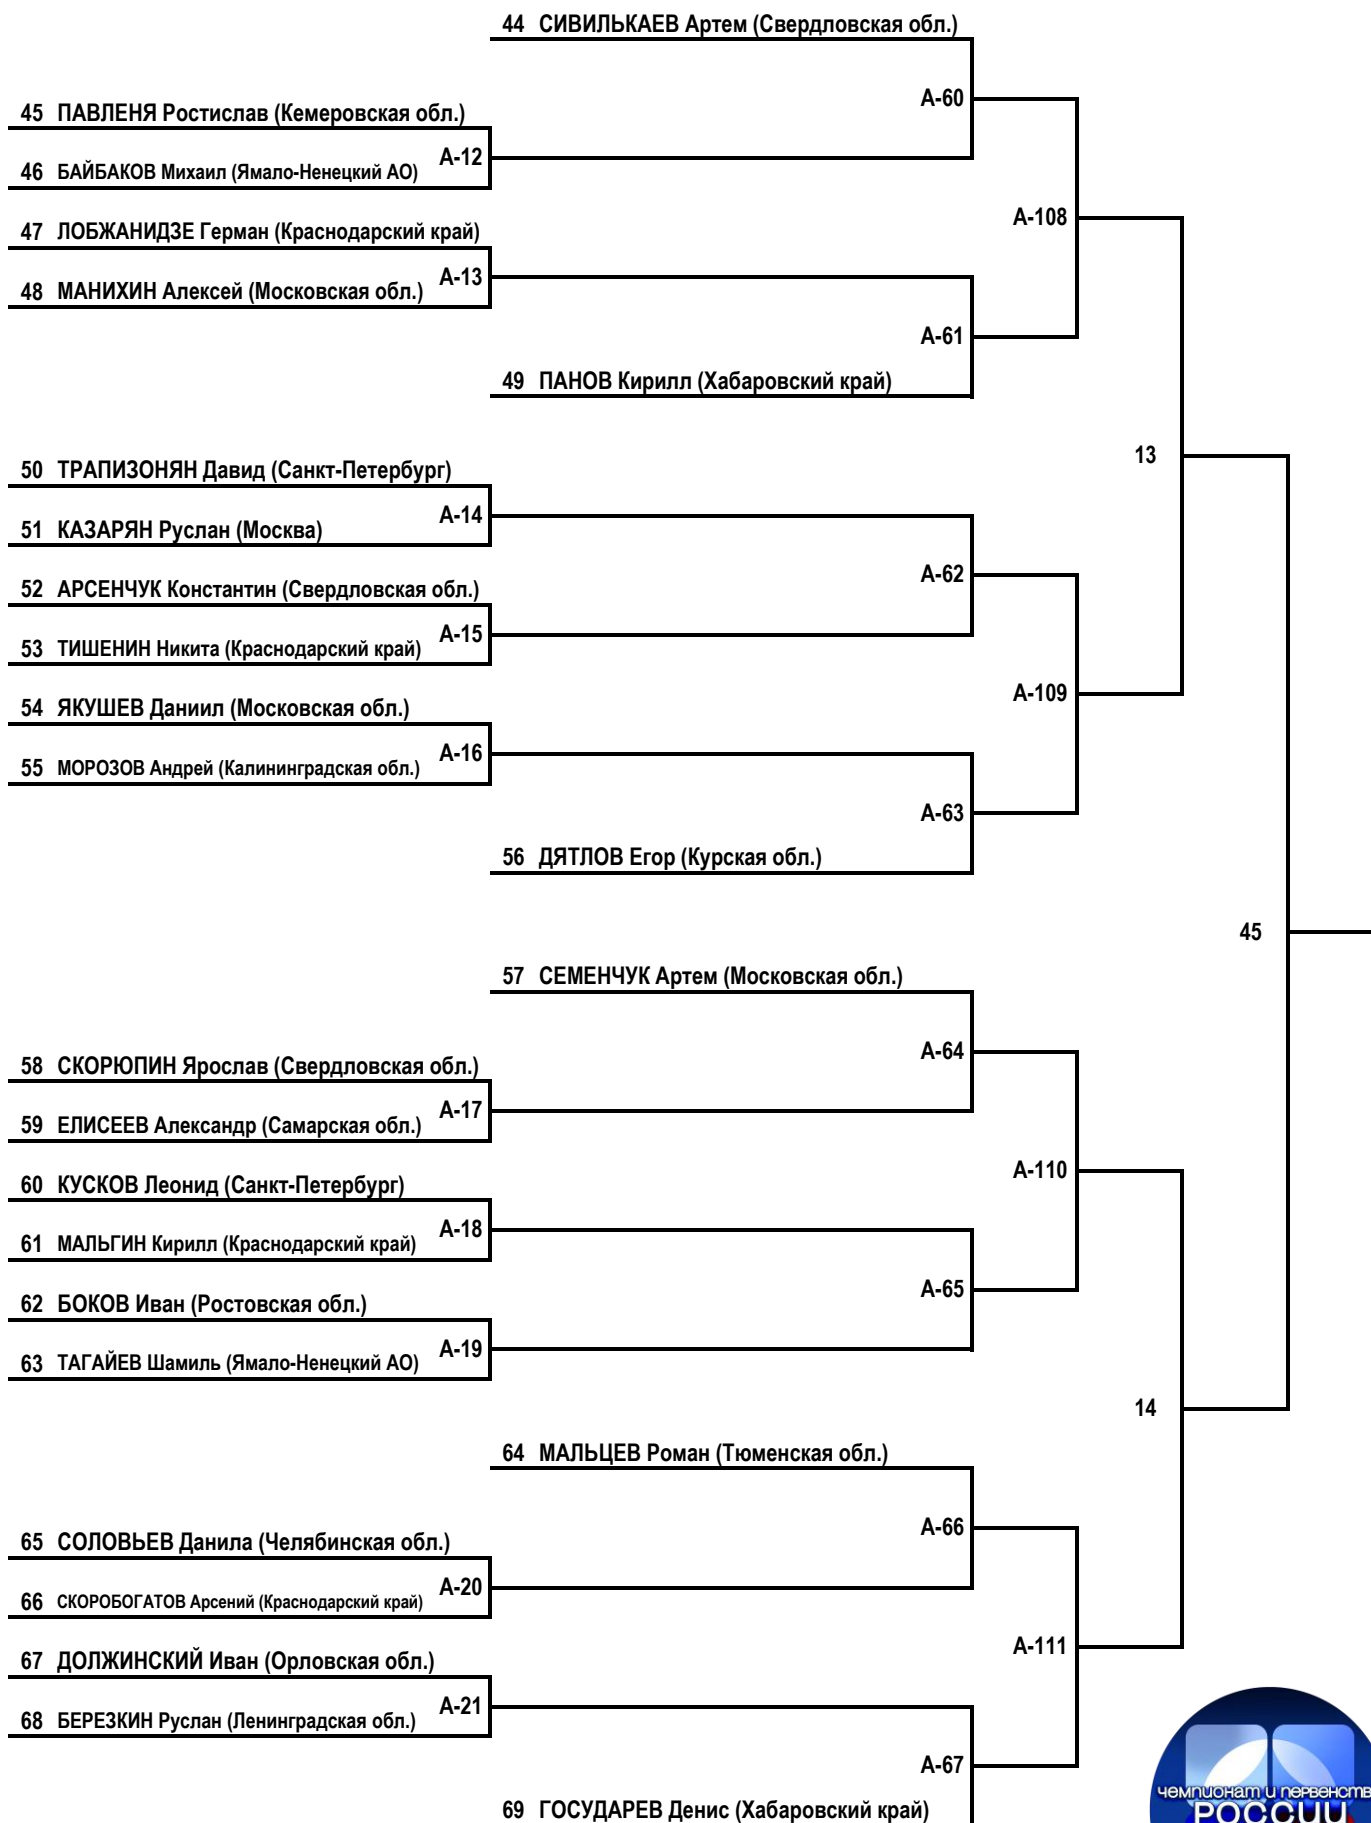 44 СИВИЛЬКАЕВ Артем (Свердловская обл.)
А-60
45 ПАВЛЕНЯ Ростислав (Кемеровская обл.)
А-12
46 БАЙБАКОВ Михаил (Ямало-Ненецкий АО)
А-108
47 ЛОБЖАНИДЗЕ Герман (Краснодарский край)
А-13
48 МАНИХИН Алексей (Московская обл.)
А-61
49 ПАНОВ Кирилл (Хабаровский край)
13
50 ТРАПИЗОНЯН Давид (Санкт-Петербург)
А-14
51 КАЗАРЯН Руслан (Москва)
А-62
52 АРСЕНЧУК Константин (Свердловская обл.)
А-15
53 ТИШЕНИН Никита (Краснодарский край)
А-109
54 ЯКУШЕВ Даниил (Московская обл.)
А-16
55 МОРОЗОВ Андрей (Калининградская обл.)
А-63
56 ДЯТЛОВ Егор (Курская обл.)
45
57 СЕМЕНЧУК Артем (Московская обл.)
А-64
58 СКОРЮПИН Ярослав (Свердловская обл.)
А-17
59 ЕЛИСЕЕВ Александр (Самарская обл.)
А-110
60 КУСКОВ Леонид (Санкт-Петербург)
А-18
61 МАЛЬГИН Кирилл (Краснодарский край)
А-65
62 БОКОВ Иван (Ростовская обл.)
А-19
63 ТАГАЙЕВ Шамиль (Ямало-Ненецкий АО)
14
64 МАЛЬЦЕВ Роман (Тюменская обл.)
А-66
65 СОЛОВЬЕВ Данила (Челябинская обл.)
А-20
66 СКОРОБОГАТОВ Арсений (Краснодарский край)
А-111
67 ДОЛЖИНСКИЙ Иван (Орловская обл.)
А-21
68 БЕРЕЗКИН Руслан (Ленинградская обл.)
А-67
чемпионат и первенств
69 ГОСУДАРЕВ Денис (Хабаровский край)
РОССИИ